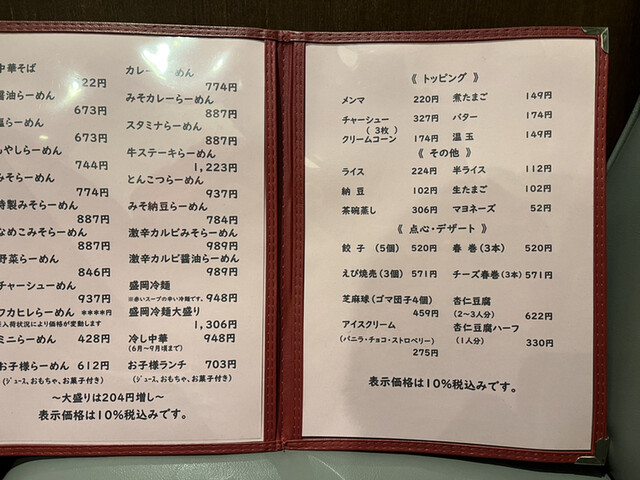 中華そば
22円
醤油らーめん
673円
塩らーめん
673円
もやしらーめん
744円
みそらーめん
774円
特製みそらーめん
887円
なめこみそらーめん
887円
野菜らーめん
846円
チャーシューめん
937円
フカヒレらーめん ****円
※入荷状況により価格が変動します
ミニらーめん 428円
お子様らーめん 612円
(ジュース、おもちゃ、お菓子付き)
カレーらーめん
774円
みそカレーらーめん
887円
スタミナらーめん
887円
牛ステーキらーめん
1,223円
とんこつらーめん
937円
みそ納豆らーめん
784円
激辛カルビみそらーめん
989円
激辛カルビ醤油らーめん
989円
盛岡冷麺
※赤いスープの辛い冷麺です。 948円
盛岡冷麺大盛り
1,306円
冷し中華 948円
(6月〜9月頃まで)
お子様ランチ 703円
(ジュース、おもちゃ、お菓子付き)
〜大盛りは204円増し〜
表示価格は10%税込みです。
《 トッピング 》
メンマ 220円 煮たまご 149円
チャーシュー 327円 バター 174円
(3枚)
クリームコーン 174円 温玉 149円
《 その他 》
ライス 224円 半ライス 112円
納豆 102円 生たまご 102円
茶碗蒸し 306円 マヨネーズ 52円
《 点心・デザート 》
餃子 (5個) 520円 春巻(3本) 520円
えび焼売(3個) 571円 チーズ春巻(3本) 571円
芝麻球(ゴマ団子4個)
459円
杏仁豆腐
(2〜3人分) 622円
アイスクリーム
(バニラ・チョコ・ストロベリー)
275円
杏仁豆腐ハーフ
(1人分) 330円
表示価格は10%税込みです。